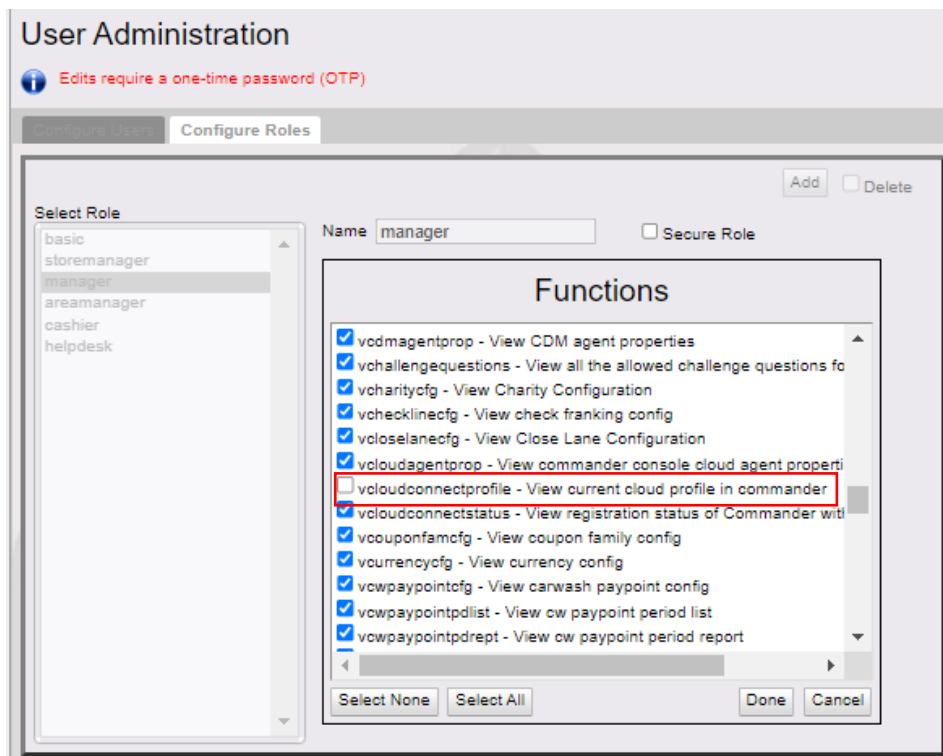 User Administration
Edits require a one-time password (OTP)
Configure Users
Configure Roles
Add
Delete
Select Role
basic
storemanager
manager
areamanager
cashier
helpdesk
Name manager
Secure Role
Functions
vcdmagentprop - View CDM agent properties
vchallengequestions - View all the allowed challenge questions fo
vcharitycfg - View Charity Configuration
vchecklinecfg - View check franking config
vcloselanecfg - View Close Lane Configuration
vcloudagentprop - View commander console cloud agent properti
vcloudconnectprofile - View current cloud profile in commander
vcloudconnectstatus - View registration status of Commander with
vcouponfamcfg - View coupon family config
vcurrencycfg - View currency config
vcwpaypointcfg - View carwash paypoint config
vcwpaypointpdlist - View cw paypoint period list
vcwpaypointpdrept - View cw paypoint period report
Select None
Select All
Done
Cancel